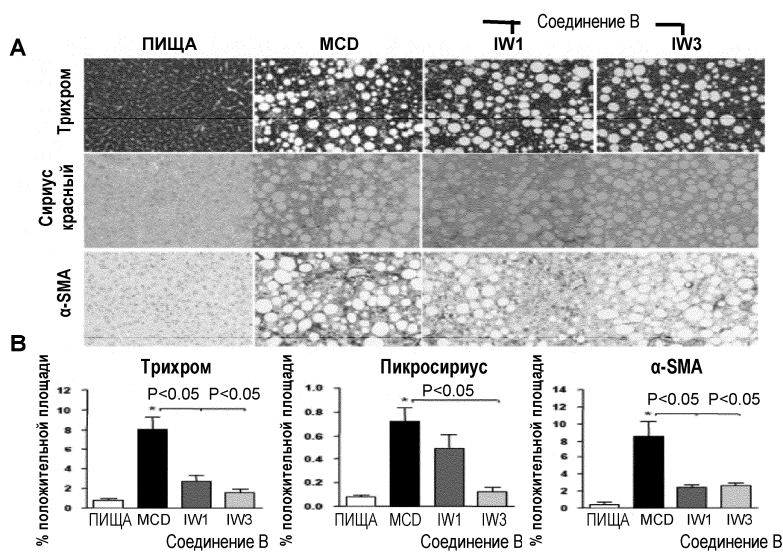 Соединение В
A
ПИЩА MCD IW1 IW3
Трихром
Сириус
красный
α-SMA
B
Трихром
% положительной площади
12
10
8
6
4
2
0
*
P<0.05 P<0.05
ПИЩА MCD IW1 IW3
Соединение В
Пикросириус
% положительной площади
1.0
0.8
0.6
0.4
0.2
0.0
*
P<0.05
ПИЩА MCD IW1 IW3
Соединение В
α-SMA
% положительной площади
14
12
10
8
6
4
2
0
*
P<0.05 P<0.05
ПИЩА MCD IW1 IW3
Соединение В